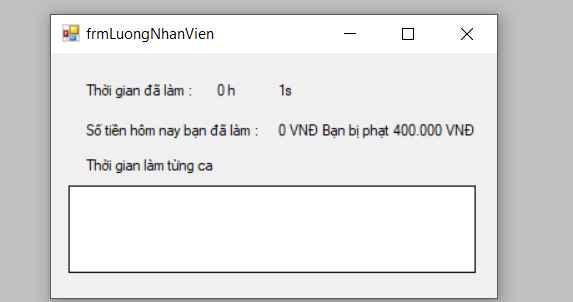 frmLuongNhanVien
Thời gian đã làm : 0 h 1s
Số tiền hôm nay bạn đã làm : 0 VNĐ Bạn bị phạt 400.000 VNĐ
Thời gian làm từng ca